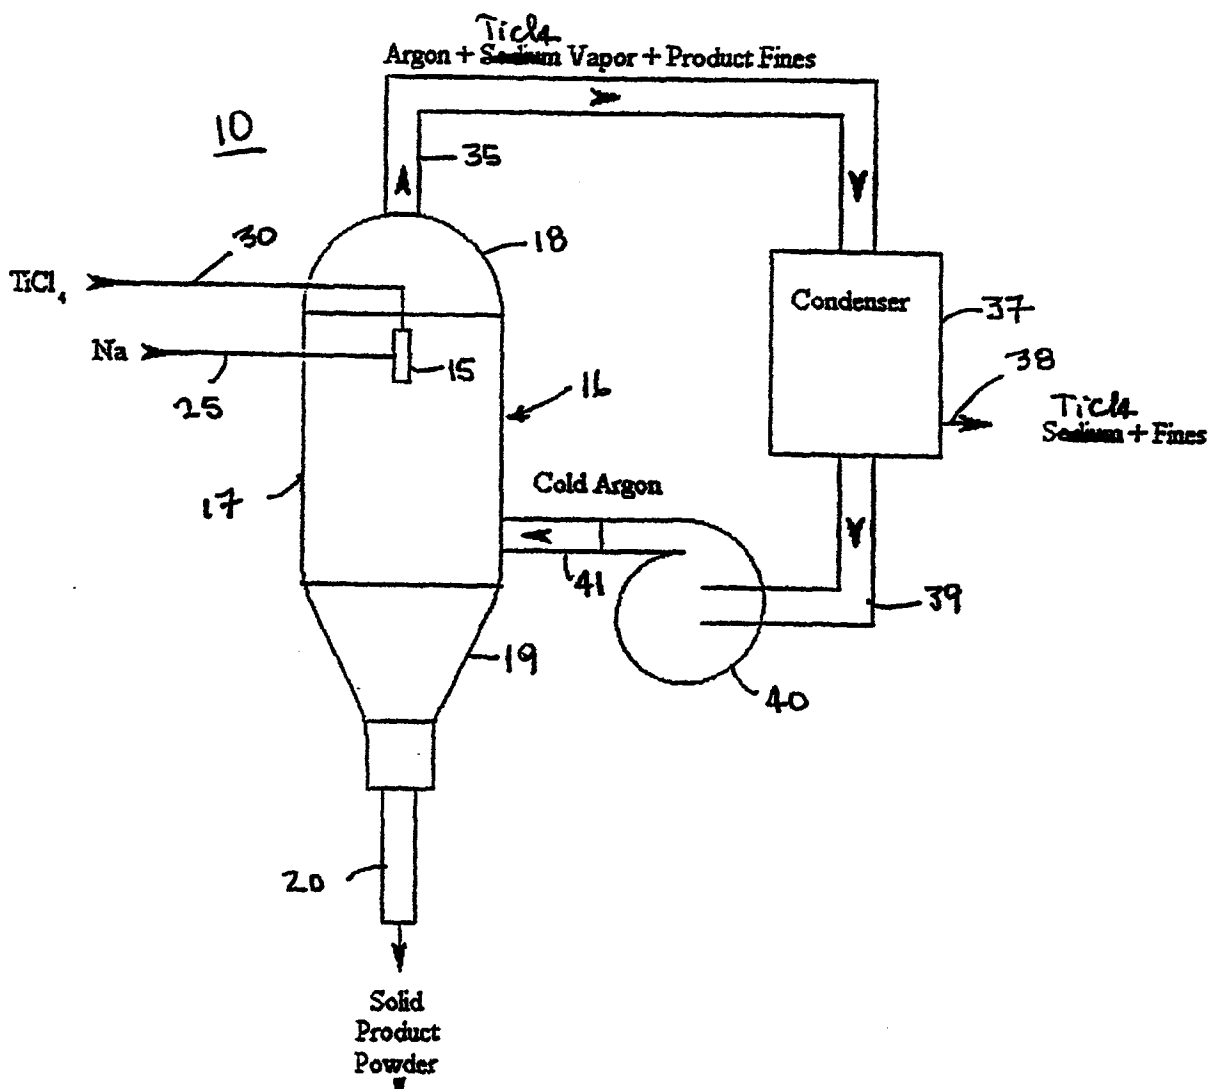 TiCl4
Argon + Sodium Vapor + Product Fines
10
35
30
18
TiCl4
Condenser
37
Na
15
38
25
16
TiCl4
Sodium + Fines
17
Cold Argon
41
39
19
40
20
Solid
Product
Powder